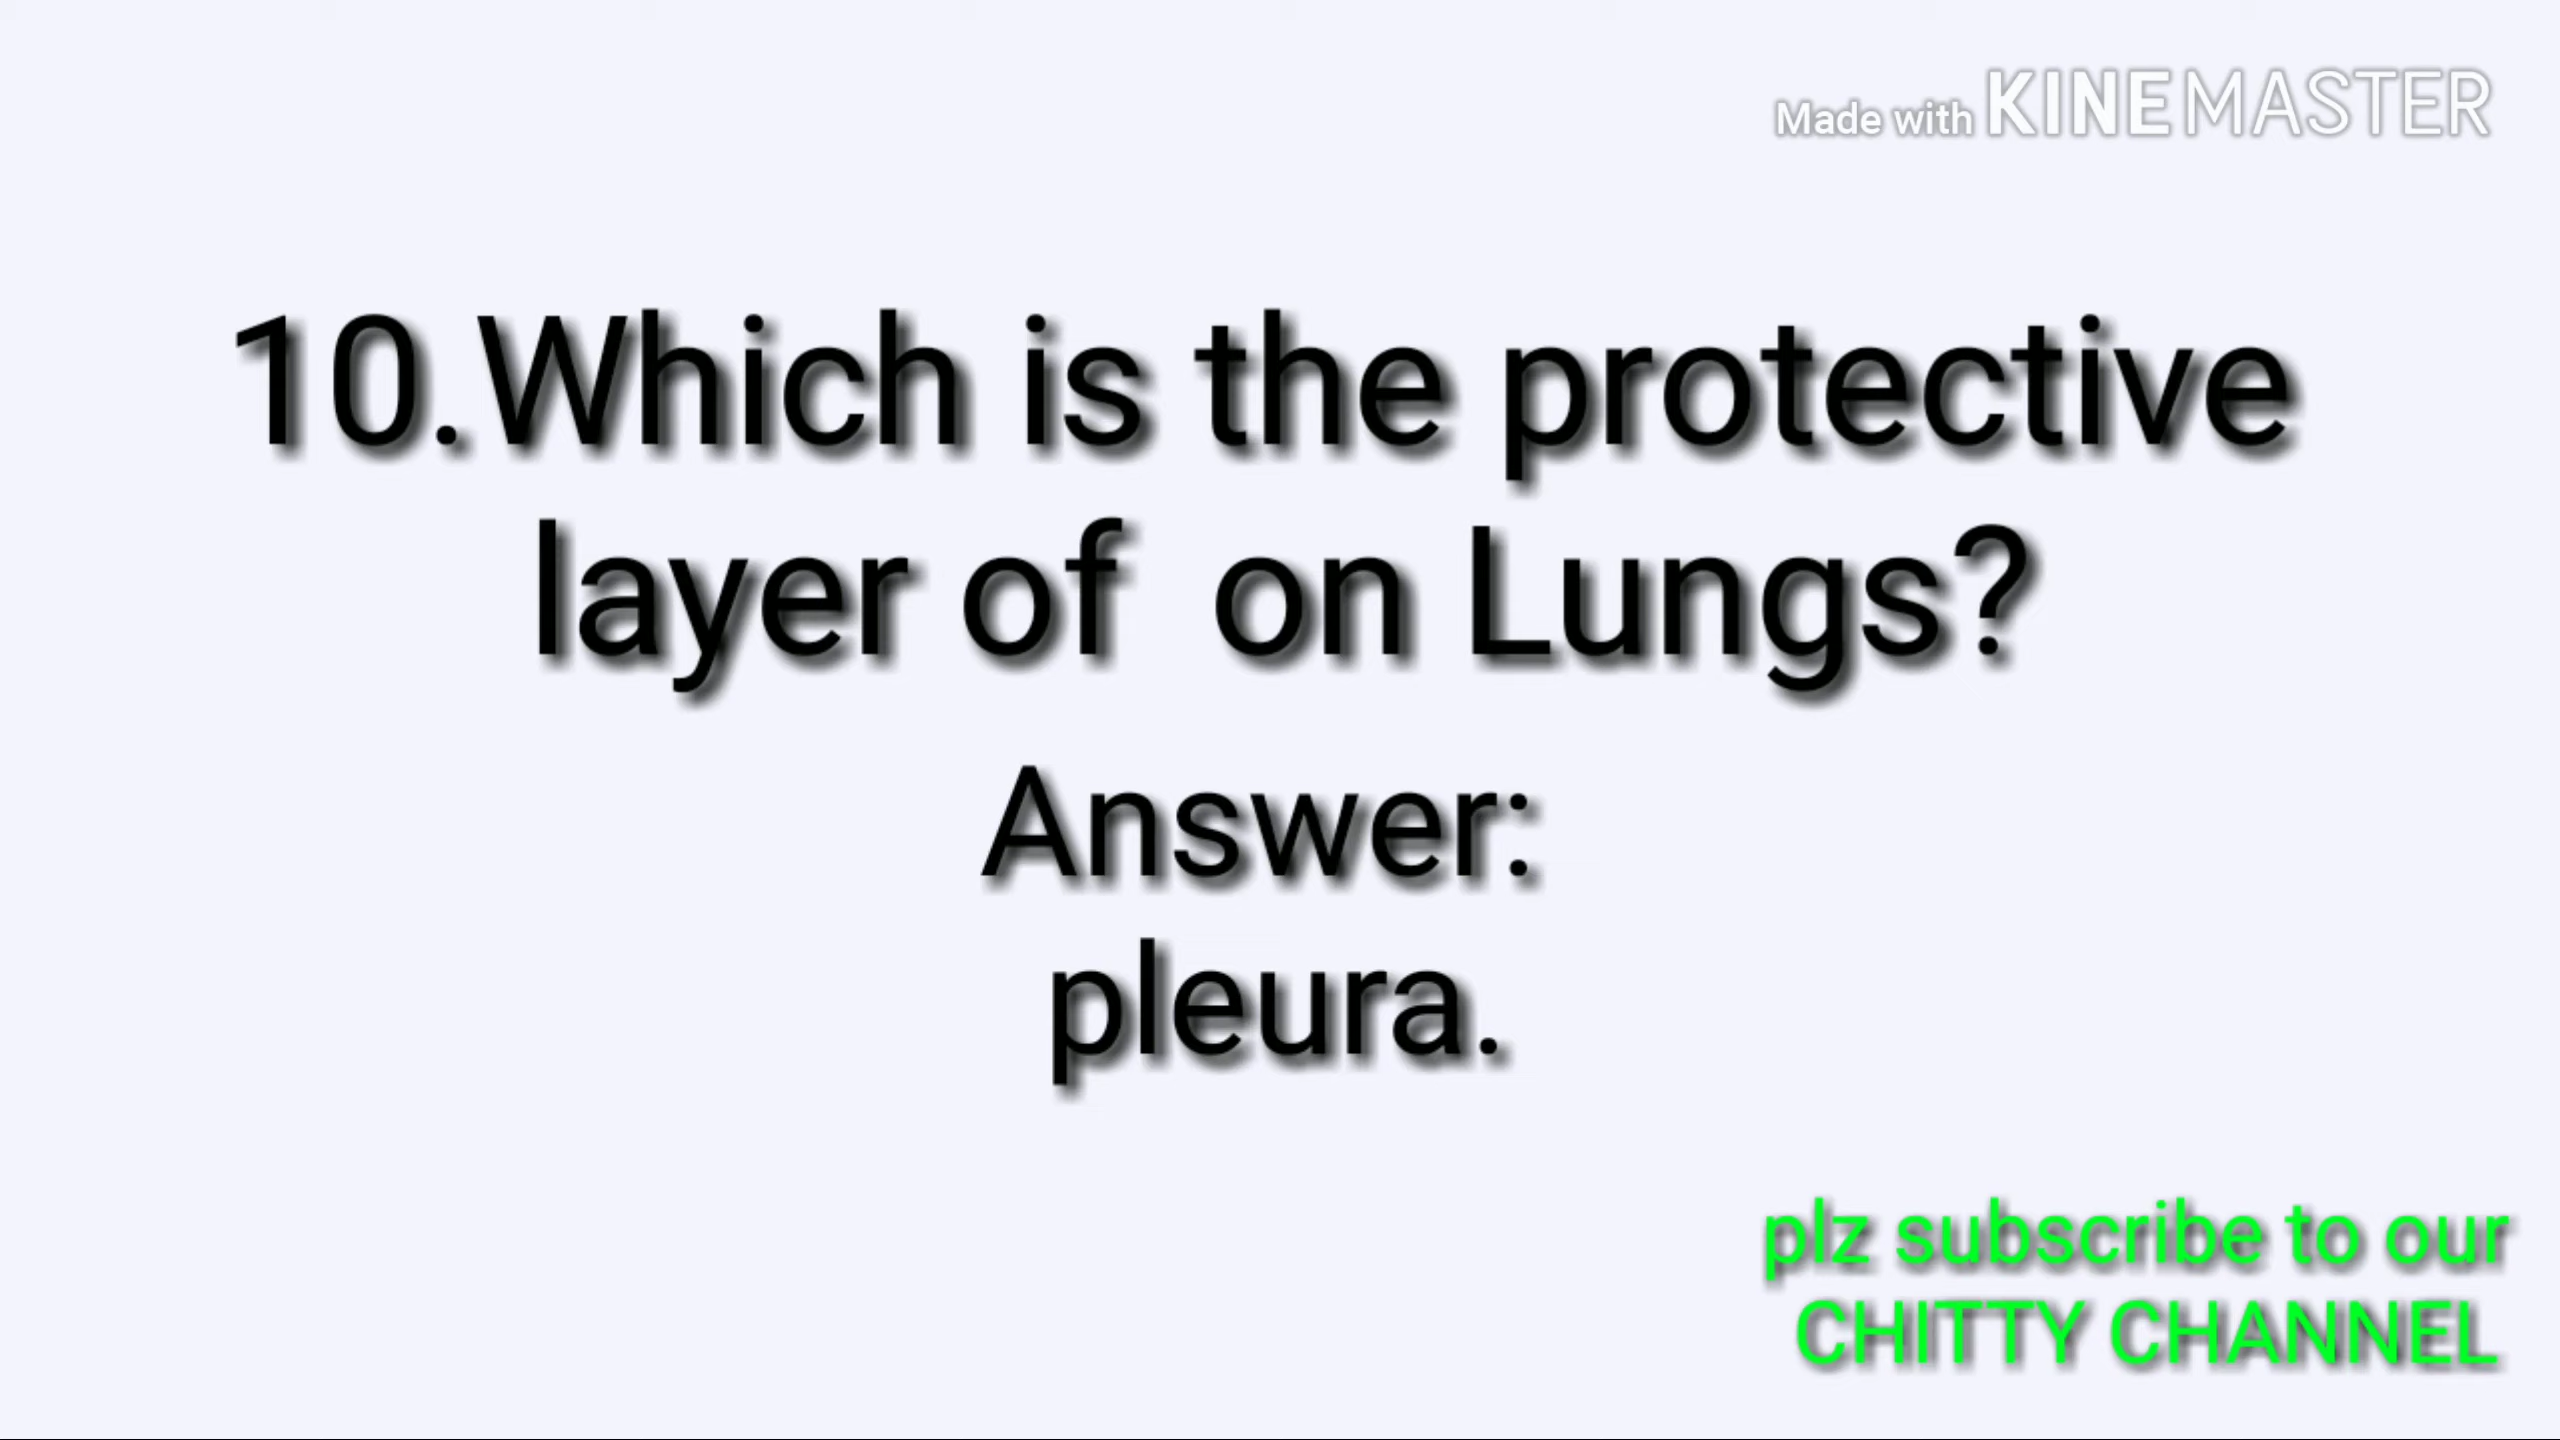 Made with KINEMASTER
10.Which is the protective
layer of  on Lungs?
Answer:
pleura.
plz subscribe to our
CHITTY CHANNEL